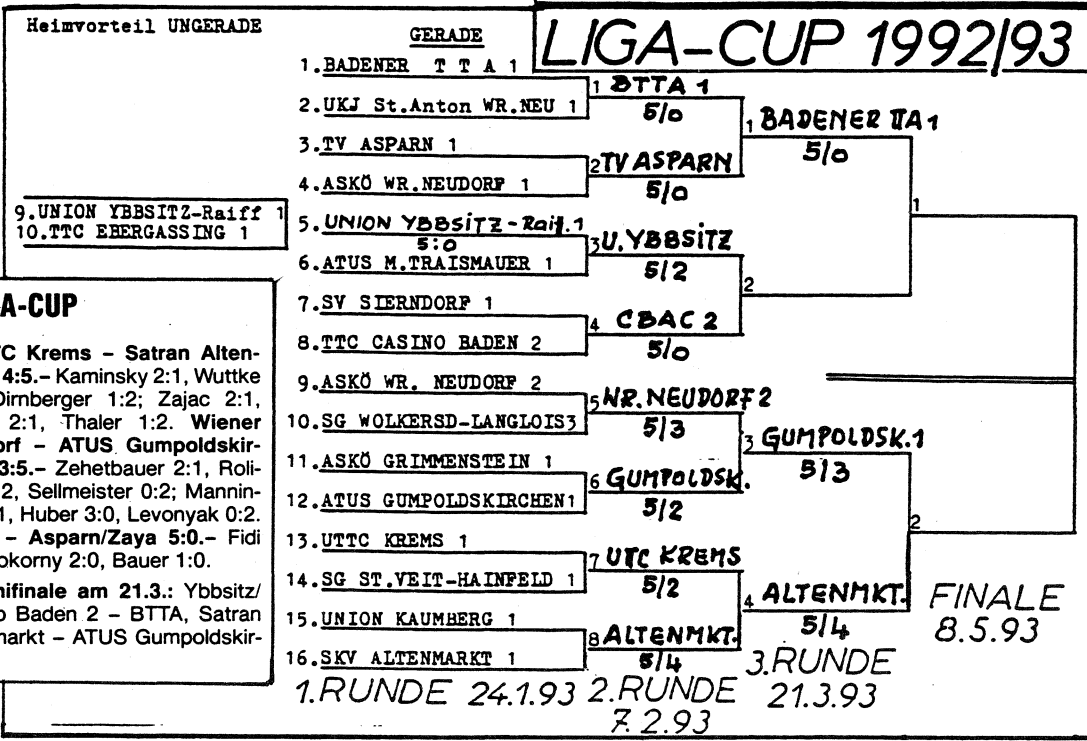 Heimvorteil UNGERADE
GERADE
LIGA-CUP 1992/93
1.BADENER T T A 1
2.UKJ St.Anton WR.NEU 1
3.TV ASPARN 1
4.ASKÖ WR.NEUDORF 1
5.UNION YBBSITZ-Raif.1
5:0
6.ATUS M.TRAISMAUER 1
7.SV SIERNDORF 1
8.TTC CASINO BADEN 2
9.ASKÖ WR. NEUDORF 2
10.SG WOLKERSD-LANGLOIS3
11.ASKÖ GRIMMENSTEIN 1
12.ATUS GUMPOLDSKIRCHEN1
13.UTTC KREMS 1
14.SG ST.VEIT-HAINFELD 1
15.UNION KAUMBERG 1
16.SKV ALTENMARKT 1
9.UNION YBBSITZ-Raiff 1
10.TTC EBERGASSING 1
1 BTTA 1
5/0
2 TV ASPARN
5/0
3 U.YBBSITZ
5/2
4 CBAC 2
5/0
5 WR.NEUDORF 2
5/3
6 GUMPOLDSK.
5/2
7 UTC KREMS
5/2
8 ALTENMKT.
5/4
1 BADENER TTA 1
5/0
2
3 GUMPOLDSK.1
5/3
4 ALTENMKT.
5/4
1
2
A-CUP
C Krems – Satran Alten-
4:5.– Kaminsky 2:1, Wuttke
Dirnberger 1:2; Zajac 2:1,
2:1, Thaler 1:2. Wiener
orf – ATUS Gumpoldskir-
3:5.– Zehetbauer 2:1, Roli-
2, Sellmeister 0:2; Mannin-
1, Huber 3:0, Levonyak 0:2.
– Asparn/Zaya 5:0.– Fidi
okorny 2:0, Bauer 1:0.
nifinale am 21.3.: Ybbsitz/
o Baden 2 – BTTA, Satran
narkt – ATUS Gumpoldskir-
1.RUNDE 24.1.93
2.RUNDE
7.2.93
3.RUNDE
21.3.93
FINALE
8.5.93